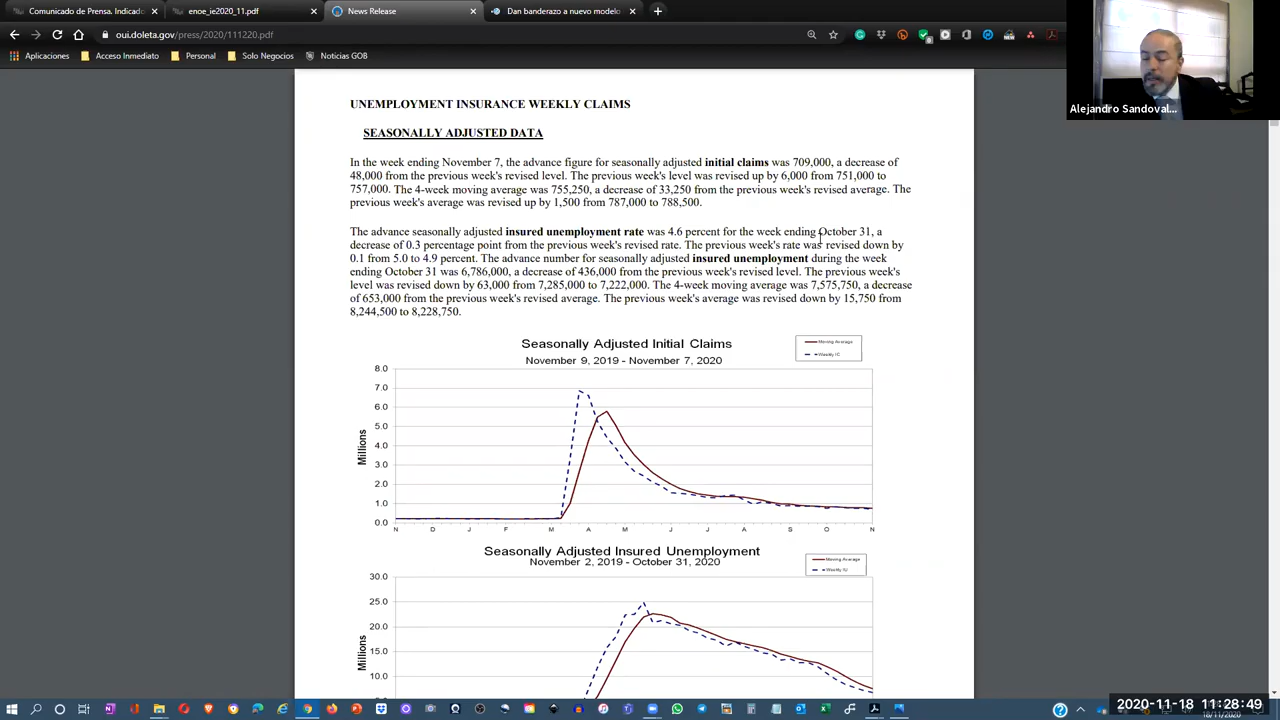 Comunicado de Prensa, Indicado
enoe_ie2020_11.pdf
News Release
Dan banderazo a nuevo modelo
oui.doleta.gov/press/2020/111220.pdf
Aplicaciones
Acceso Inmediato
Personal
Solo Negocios
Noticias GOB
Alejandro Sandoval...
UNEMPLOYMENT INSURANCE WEEKLY CLAIMS
SEASONALLY ADJUSTED DATA
In the week ending November 7, the advance figure for seasonally adjusted initial claims was 709,000, a decrease of
48,000 from the previous week's revised level. The previous week's level was revised up by 6,000 from 751,000 to
757,000. The 4-week moving average was 755,250, a decrease of 33,250 from the previous week's revised average. The
previous week's average was revised up by 1,500 from 787,000 to 788,500.
The advance seasonally adjusted insured unemployment rate was 4.6 percent for the week ending October 31, a
decrease of 0.3 percentage point from the previous week's revised rate. The previous week's rate was revised down by
0.1 from 5.0 to 4.9 percent. The advance number for seasonally adjusted insured unemployment during the week
ending October 31 was 6,786,000, a decrease of 436,000 from the previous week's revised level. The previous week's
level was revised down by 63,000 from 7,285,000 to 7,222,000. The 4-week moving average was 7,575,750, a decrease
of 653,000 from the previous week's revised average. The previous week's average was revised down by 15,750 from
8,244,500 to 8,228,750.
Seasonally Adjusted Initial Claims
November 9, 2019 - November 7, 2020
Moving Average
Weekly IC
8.0
7.0
6.0
5.0
4.0
3.0
2.0
1.0
0.0
Millions
N D J F M A M J J A S O N
Seasonally Adjusted Insured Unemployment
November 2, 2019 - October 31, 2020
Moving Average
Weekly IU
30.0
25.0
20.0
15.0
10.0
Millions
2020-11-18 11:28:49
18/11/2020